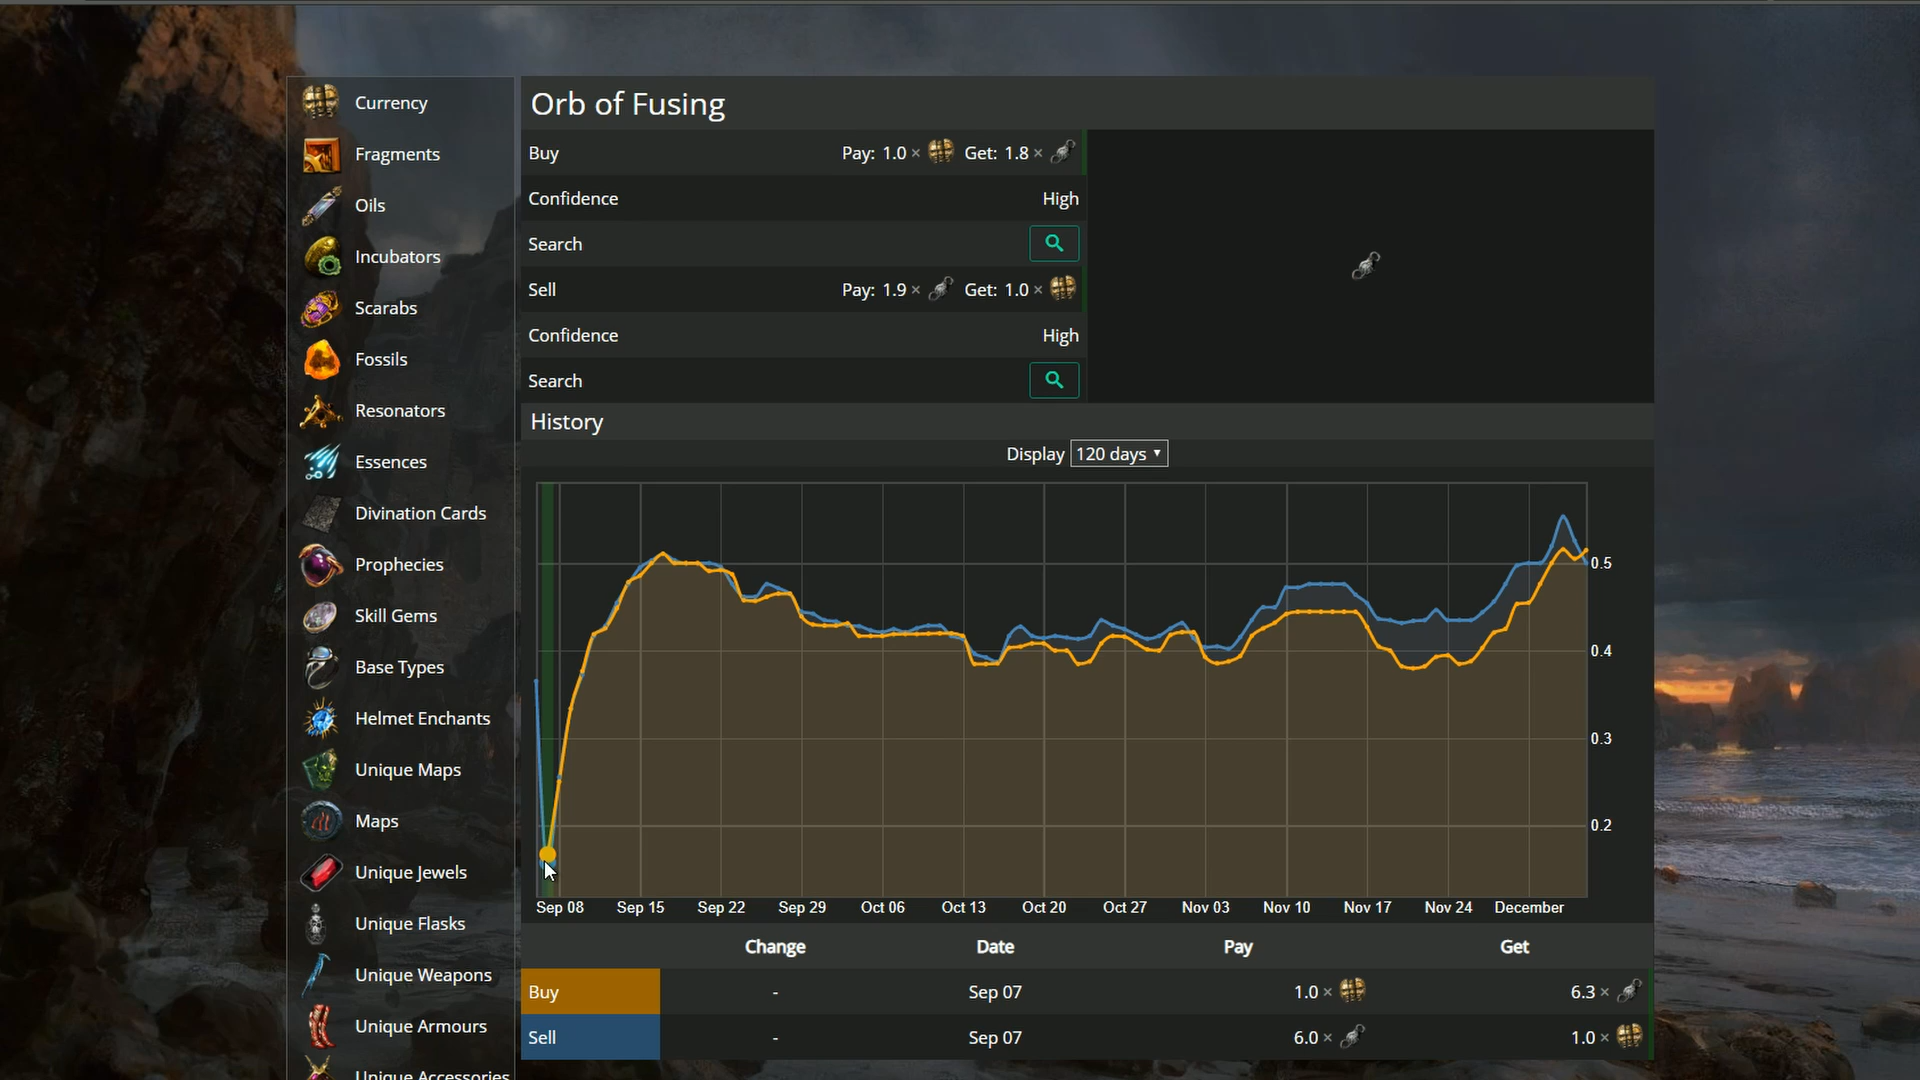 Currency
Fragments
Oils
Incubators
Scarabs
Fossils
Resonators
Essences
Divination Cards
Prophecies
Skill Gems
Base Types
Helmet Enchants
Unique Maps
Maps
Unique Jewels
Unique Flasks
Unique Weapons
Unique Armours
Unique Accessories
Orb of Fusing
Buy Pay: 1.0 × Get: 1.8 ×
Confidence High
Search
Sell Pay: 1.9 × Get: 1.0 ×
Confidence High
Search
History
Display 120 days
0.5
0.4
0.3
0.2
Sep 08 Sep 15 Sep 22 Sep 29 Oct 06 Oct 13 Oct 20 Oct 27 Nov 03 Nov 10 Nov 17 Nov 24 December
Change Date Pay Get
Buy - Sep 07 1.0 × 6.3 ×
Sell - Sep 07 6.0 × 1.0 ×